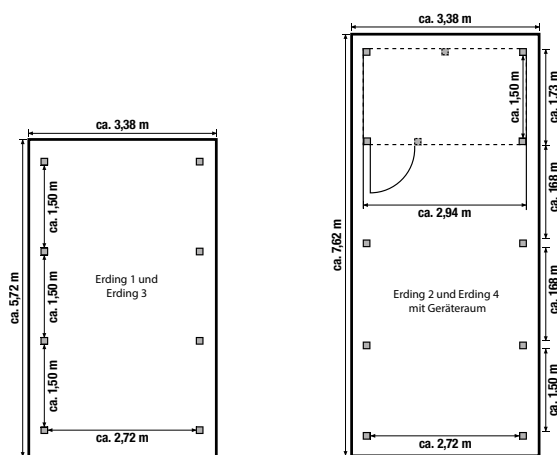 ca. 3,38 m
ca. 5,72 m
ca. 1,50 m
ca. 1,50 m
ca. 1,50 m
Erding 1 und
Erding 3
ca. 2,72 m
ca. 3,38 m
ca. 7,62 m
ca. 1,50 m
ca. 1,73 m
ca. 2,94 m
ca. 168 m
ca. 168 m
ca. 1,50 m
Erding 2 und Erding 4
mit Geräteraum
ca. 2,72 m